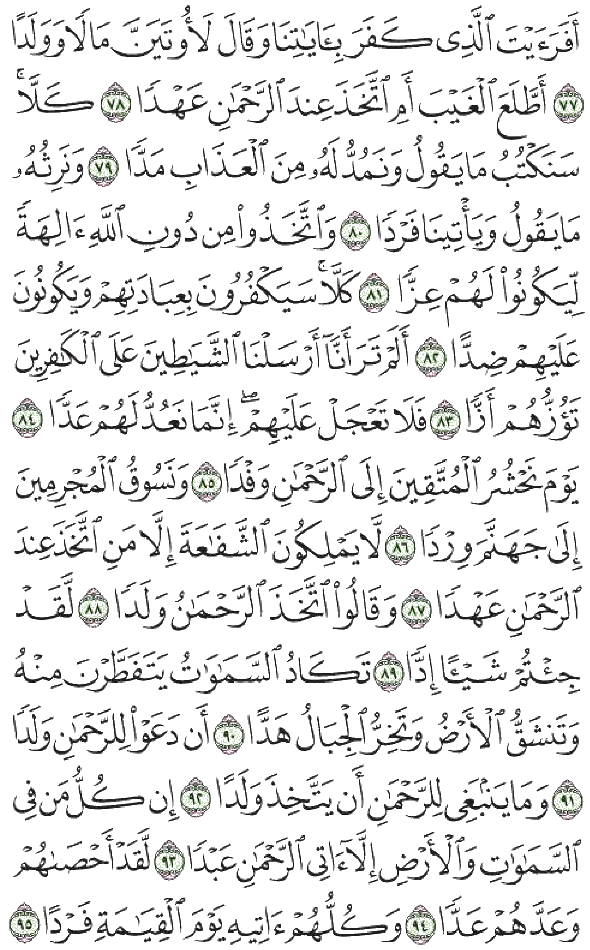 أَفَرَءَيْتَ ٱلَّذِى كَفَرَ بِـَٔايَـٰتِنَا وَقَالَ لَأُوتَيَنَّ مَالًا وَوَلَدًا
٧٧ أَطَّلَعَ ٱلْغَيْبَ أَمِ ٱتَّخَذَ عِندَ ٱلرَّحْمَـٰنِ عَهْدًا ٧٨ كَلَّا ۚ
سَنَكْتُبُ مَا يَقُولُ وَنَمُدُّ لَهُۥ مِنَ ٱلْعَذَابِ مَدًّا ٧٩ وَنَرِثُهُۥ
مَا يَقُولُ وَيَأْتِينَا فَرْدًا ٨٠ وَٱتَّخَذُوا۟ مِن دُونِ ٱللَّهِ ءَالِهَةً
لِّيَكُونُوا۟ لَهُمْ عِزًّا ٨١ كَلَّا ۚ سَيَكْفُرُونَ بِعِبَادَتِهِمْ وَيَكُونُونَ
عَلَيْهِمْ ضِدًّا ٨٢ أَلَمْ تَرَ أَنَّآ أَرْسَلْنَا ٱلشَّيَـٰطِينَ عَلَى ٱلْكَـٰفِرِينَ
تَؤُزُّهُمْ أَزًّا ٨٣ فَلَا تَعْجَلْ عَلَيْهِمْ ۖ إِنَّمَا نَعُدُّ لَهُمْ عَدًّا ٨٤
يَوْمَ نَحْشُرُ ٱلْمُتَّقِينَ إِلَى ٱلرَّحْمَـٰنِ وَفْدًا ٨٥ وَنَسُوقُ ٱلْمُجْرِمِينَ
إِلَىٰ جَهَنَّمَ وِرْدًا ٨٦ لَّا يَمْلِكُونَ ٱلشَّفَـٰعَةَ إِلَّا مَنِ ٱتَّخَذَ عِندَ
ٱلرَّحْمَـٰنِ عَهْدًا ٨٧ وَقَالُوا۟ ٱتَّخَذَ ٱلرَّحْمَـٰنُ وَلَدًا ٨٨ لَّقَدْ
جِئْتُمْ شَيْـًٔا إِدًّا ٨٩ تَكَادُ ٱلسَّمَـٰوَٰتُ يَتَفَطَّرْنَ مِنْهُ
وَتَنشَقُّ ٱلْأَرْضُ وَتَخِرُّ ٱلْجِبَالُ هَدًّا ٩٠ أَن دَعَوْا۟ لِلرَّحْمَـٰنِ وَلَدًا
٩١ وَمَا يَنۢبَغِى لِلرَّحْمَـٰنِ أَن يَتَّخِذَ وَلَدًا ٩٢ إِن كُلُّ مَن فِى
ٱلسَّمَـٰوَٰتِ وَٱلْأَرْضِ إِلَّآ ءَاتِى ٱلرَّحْمَـٰنِ عَبْدًا ٩٣ لَّقَدْ أَحْصَىٰهُمْ
وَعَدَّهُمْ عَدًّا ٩٤ وَكُلُّهُمْ ءَاتِيهِ يَوْمَ ٱلْقِيَـٰمَةِ فَرْدًا ٩٥